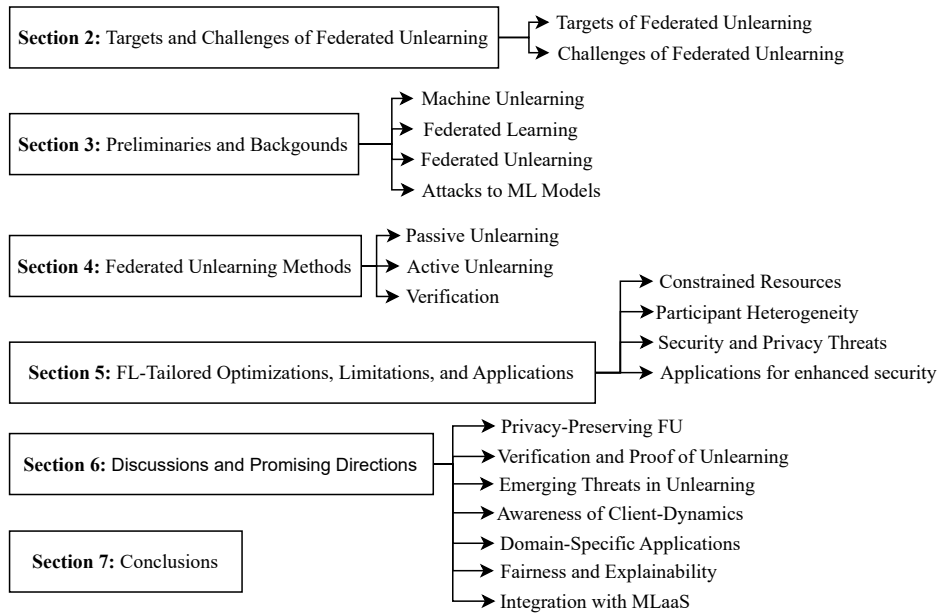 Section 2: Targets and Challenges of Federated Unlearning
Targets of Federated Unlearning
Challenges of Federated Unlearning
Section 3: Preliminaries and Backgounds
Machine Unlearning
Federated Learning
Federated Unlearning
Attacks to ML Models
Section 4: Federated Unlearning Methods
Passive Unlearning
Active Unlearning
Verification
Section 5: FL-Tailored Optimizations, Limitations, and Applications
Constrained Resources
Participant Heterogeneity
Security and Privacy Threats
Applications for enhanced security
Section 6: Discussions and Promising Directions
Privacy-Preserving FU
Verification and Proof of Unlearning
Emerging Threats in Unlearning
Awareness of Client-Dynamics
Domain-Specific Applications
Fairness and Explainability
Integration with MLaaS
Section 7: Conclusions